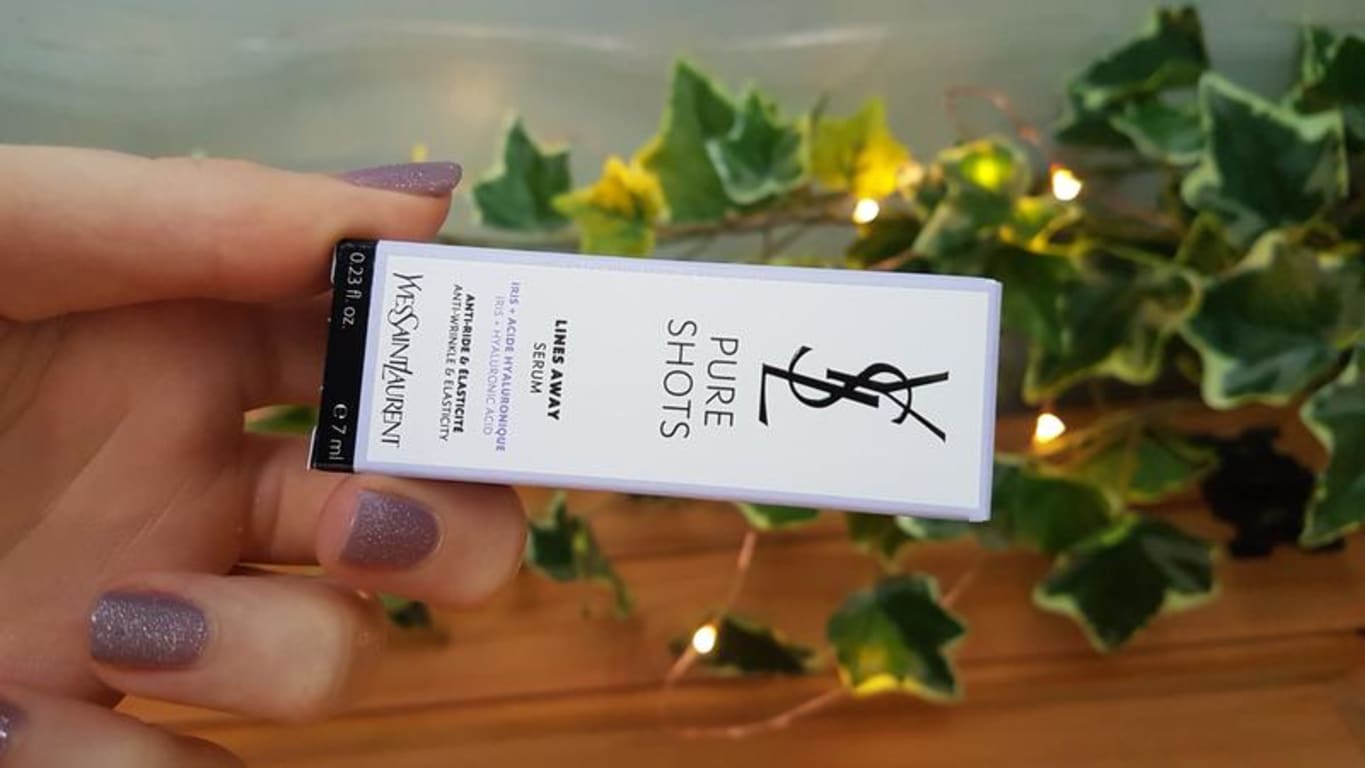 YSL
PURE
SHOTS
LINES AWAY
SERUM
IRIS + ACIDE HYALURONIQUE
IRIS + HYALURONIC ACID
ANTI-RIDE & ÉLASTICITÉ
ANTI-WRINKLE & ELASTICITY
YVESSAINTLAURENT
0.23 fl. oz. ℮ 7 ml